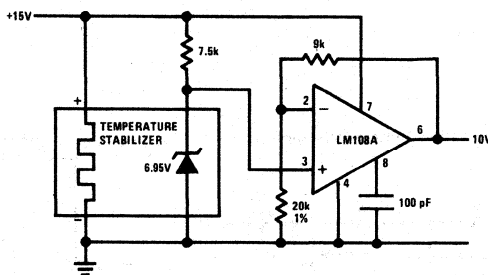 +15V
7.5k
9k
+
TEMPERATURE
STABILIZER
6.95V
−
2
−
7
LM108A
6
10V
3
+
8
4
20k
1%
100 pF